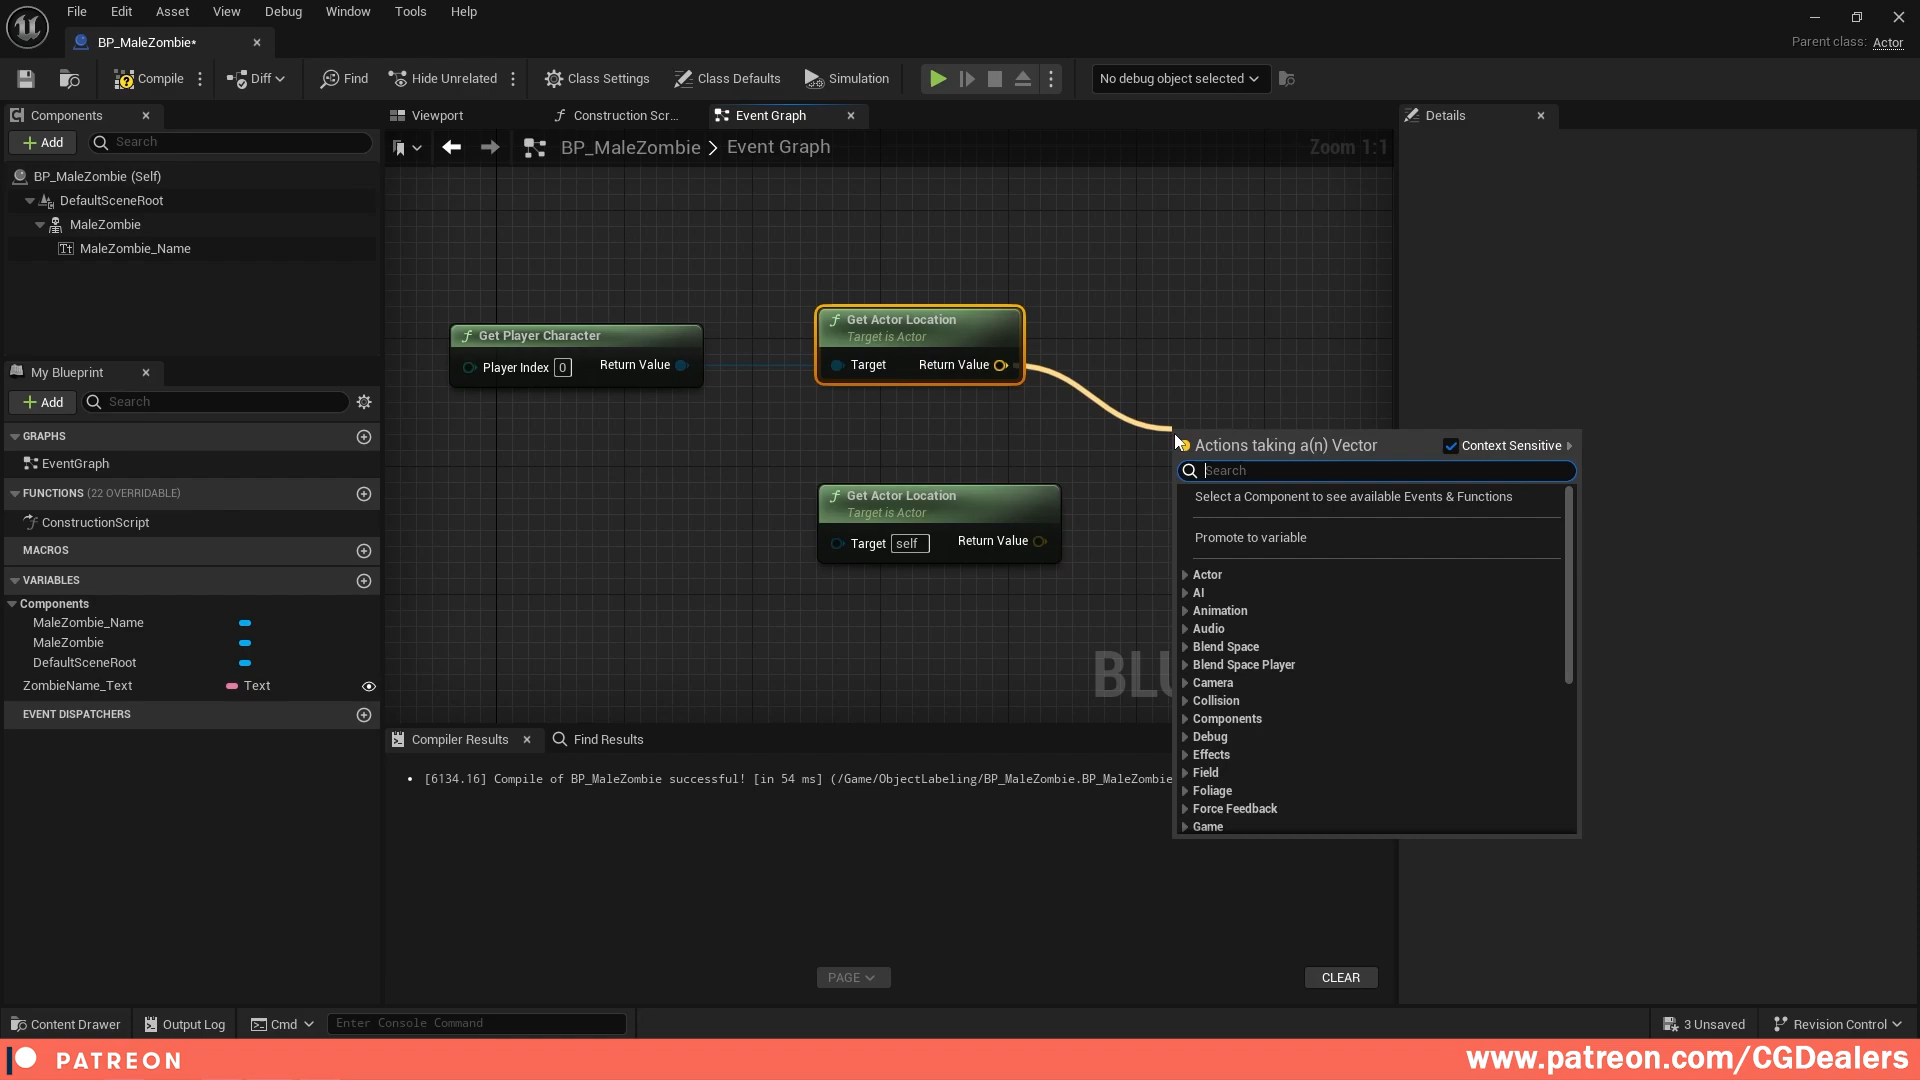 File Edit Asset View Debug Window Tools Help
BP_MaleZombie*
Parent class: Actor
Compile Diff Find Hide Unrelated Class Settings Class Defaults Simulation No debug object selected
Components
Add Search
BP_MaleZombie (Self)
DefaultSceneRoot
MaleZombie
MaleZombie_Name
My Blueprint
Add Search
GRAPHS
EventGraph
FUNCTIONS (22 OVERRIDABLE)
ConstructionScript
MACROS
VARIABLES
Components
MaleZombie_Name
MaleZombie
DefaultSceneRoot
ZombieName_Text Text
EVENT DISPATCHERS
Viewport Construction Scr... Event Graph
BP_MaleZombie > Event Graph Zoom 1:1
Get Player Character
Player Index 0 Return Value
Get Actor Location
Target is Actor
Target Return Value
Get Actor Location
Target is Actor
Target self Return Value
BLU
Actions taking a(n) Vector Context Sensitive
Search
Select a Component to see available Events & Functions
Promote to variable
Actor
AI
Animation
Audio
Blend Space
Blend Space Player
Camera
Collision
Components
Debug
Effects
Field
Foliage
Force Feedback
Game
Compiler Results Find Results
[6134.16] Compile of BP_MaleZombie successful! [in 54 ms] (/Game/ObjectLabeling/BP_MaleZombie.BP_MaleZombie
PAGE CLEAR
Details
Content Drawer Output Log Cmd Enter Console Command 3 Unsaved Revision Control
PATREON www.patreon.com/CGDealers